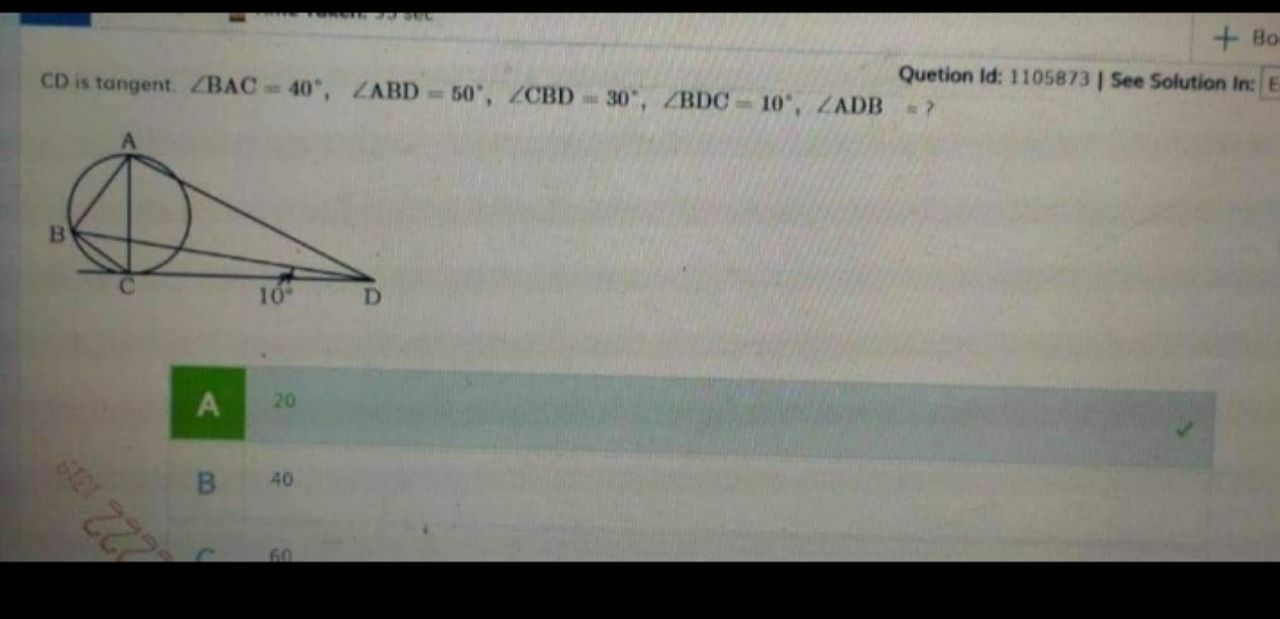 + Bo
Quetion Id: 1105873 | See Solution In: E
CD is tangent. ∠BAC = 40°, ∠ABD = 50°, ∠CBD = 30°, ∠BDC = 10°, ∠ADB = ?
A
B
C
10°
D
A 20 ✓
B 40
C 60